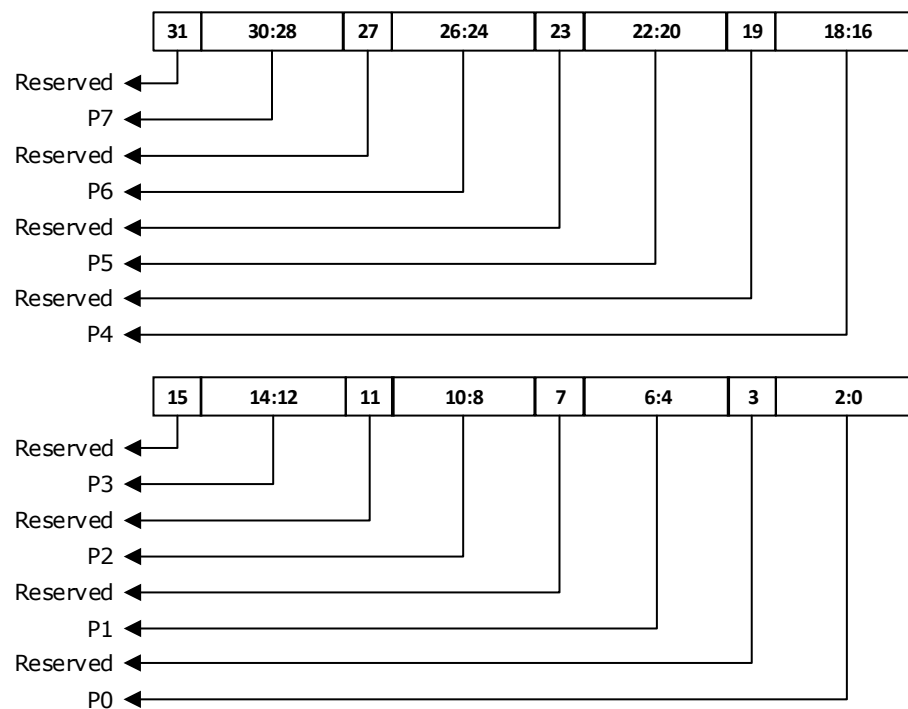 31 30:28 27 26:24 23 22:20 19 18:16
Reserved
P7
Reserved
P6
Reserved
P5
Reserved
P4
15 14:12 11 10:8 7 6:4 3 2:0
Reserved
P3
Reserved
P2
Reserved
P1
Reserved
P0